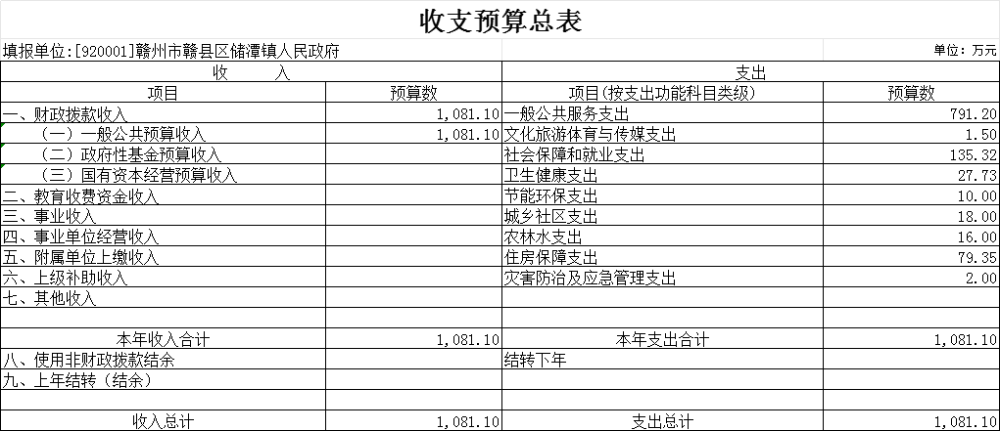 收支预算总表
填报单位:[920001]赣州市赣县区储潭镇人民政府 单位：万元
收 入 支出
项目 预算数 项目(按支出功能科目类级) 预算数
一、财政拨款收入 1,081.10 一般公共服务支出 791.20
（一）一般公共预算收入 1,081.10 文化旅游体育与传媒支出 1.50
（二）政府性基金预算收入 社会保障和就业支出 135.32
（三）国有资本经营预算收入 卫生健康支出 27.73
二、教育收费资金收入 节能环保支出 10.00
三、事业收入 城乡社区支出 18.00
四、事业单位经营收入 农林水支出 16.00
五、附属单位上缴收入 住房保障支出 79.35
六、上级补助收入 灾害防治及应急管理支出 2.00
七、其他收入
本年收入合计 1,081.10 本年支出合计 1,081.10
八、使用非财政拨款结余 结转下年
九、上年结转（结余）
收入总计 1,081.10 支出总计 1,081.10